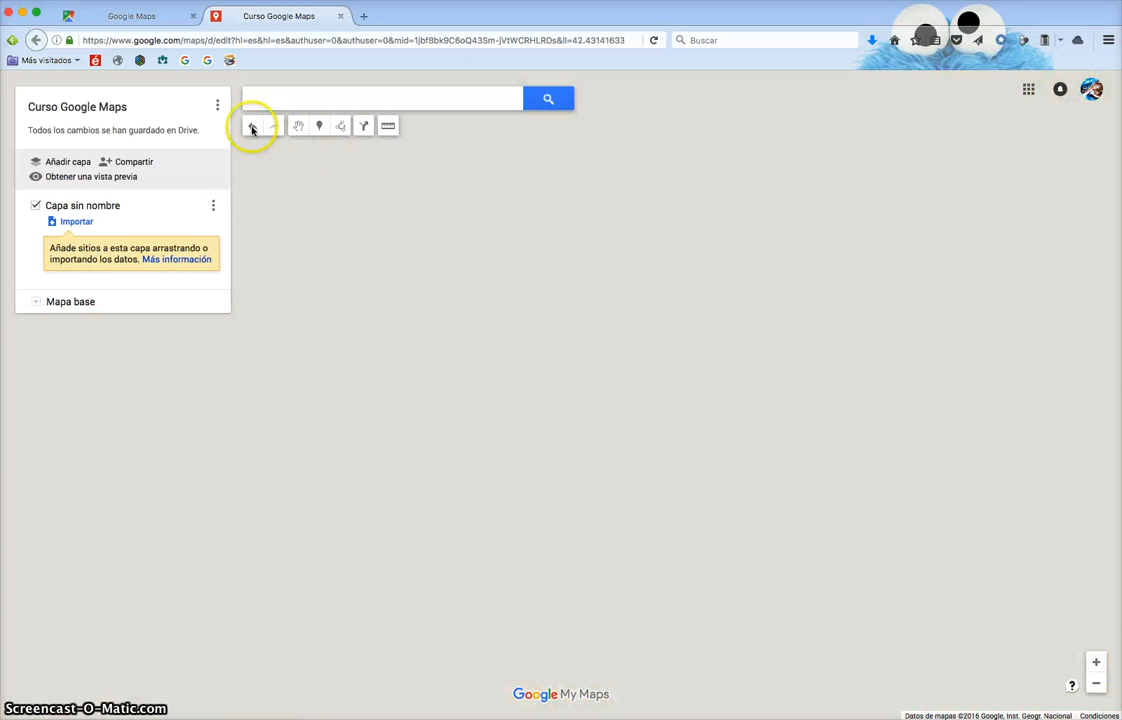 Google Maps
Curso Google Maps
https://www.google.com/maps/d/edit?hl=es&hl=es&authuser=0&authuser=0&mid=1jbf8bk9C6oQ43Sm-jVtWCRHLRDs&ll=42.43141633
Buscar
Más visitados
Curso Google Maps
Todos los cambios se han guardado en Drive.
Añadir capa
Compartir
Obtener una vista previa
Capa sin nombre
Importar
Añade sitios a esta capa arrastrando o
importando los datos. Más información
Mapa base
Google My Maps
Screencast-O-Matic.com
Datos de mapas ©2016 Google, Inst. Geogr. Nacional
Condiciones